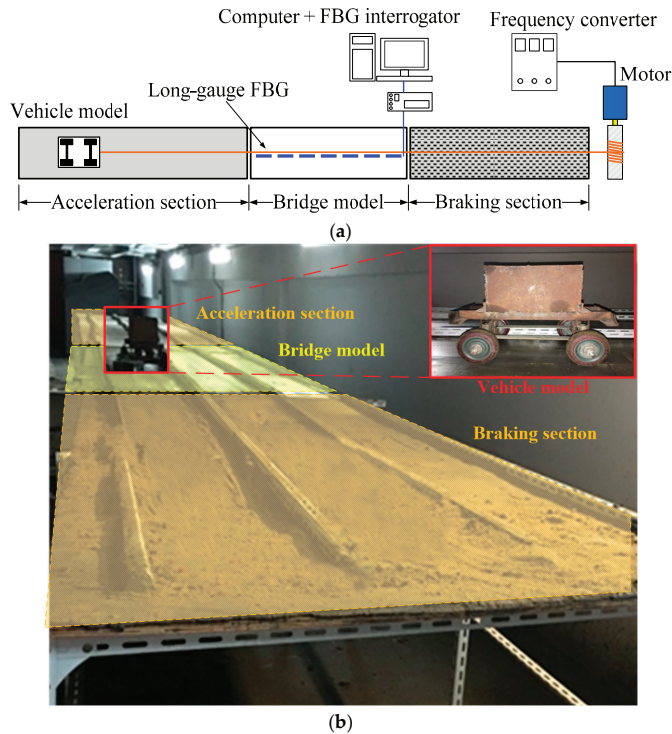 Computer + FBG interrogator
Frequency converter
Motor
Long-gauge FBG
Vehicle model
Acceleration section
Bridge model
Braking section
(a)
Acceleration section
Bridge model
Vehicle model
Braking section
(b)